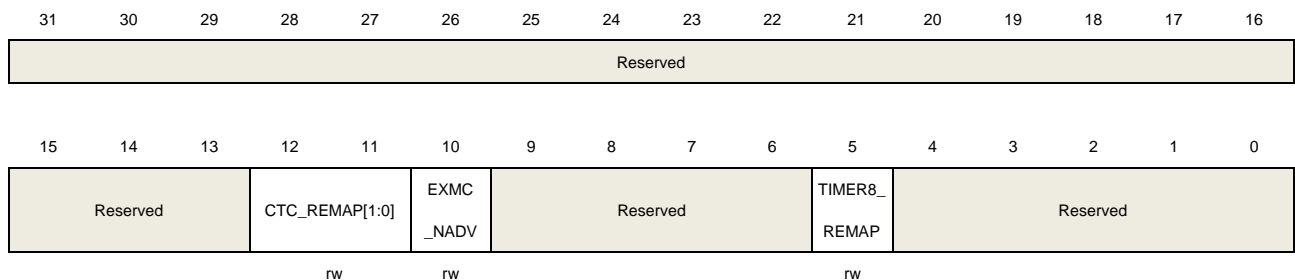 31 30 29 28 27 26 25 24 23 22 21 20 19 18 17 16
Reserved
15 14 13 12 11 10 9 8 7 6 5 4 3 2 1 0
Reserved CTC_REMAP[1:0] EXMC _NADV Reserved TIMER8_ REMAP Reserved
rw rw rw